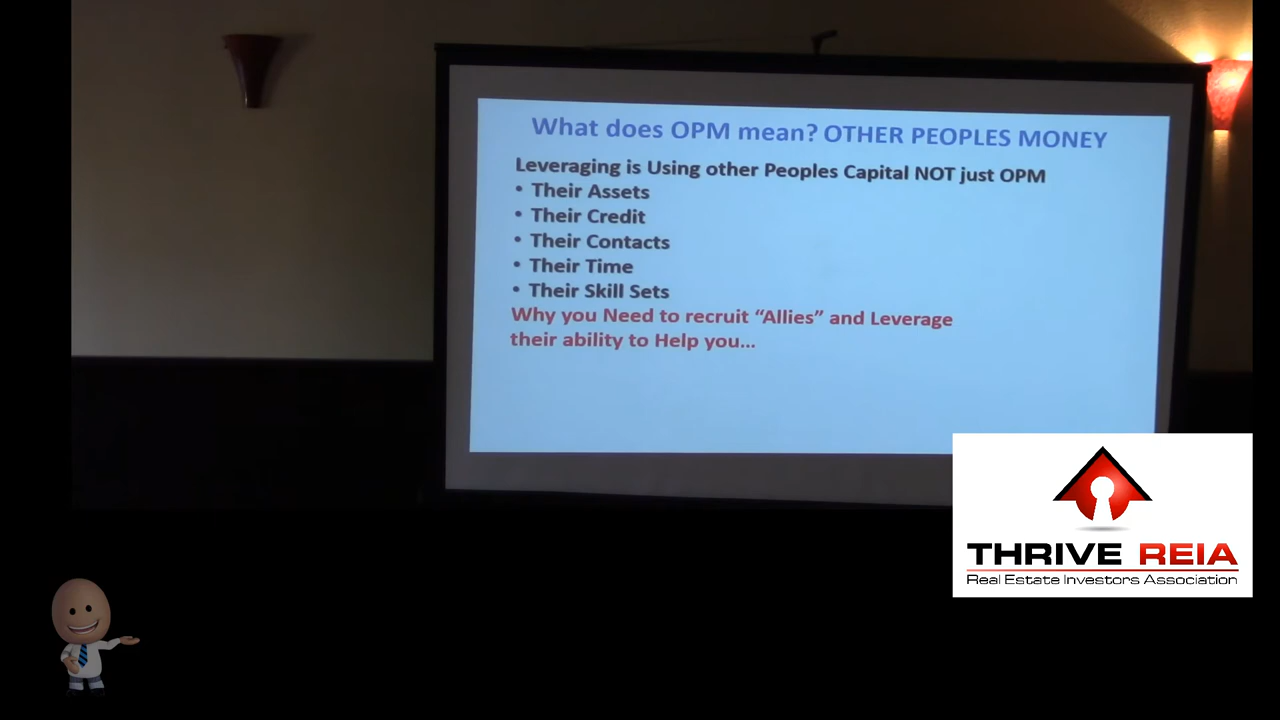 What does OPM mean? OTHER PEOPLES MONEY
Leveraging is Using other Peoples Capital NOT just OPM
• Their Assets
• Their Credit
• Their Contacts
• Their Time
• Their Skill Sets
Why you Need to recruit “Allies” and Leverage
their ability to Help you...
THRIVE REIA
Real Estate Investors Association